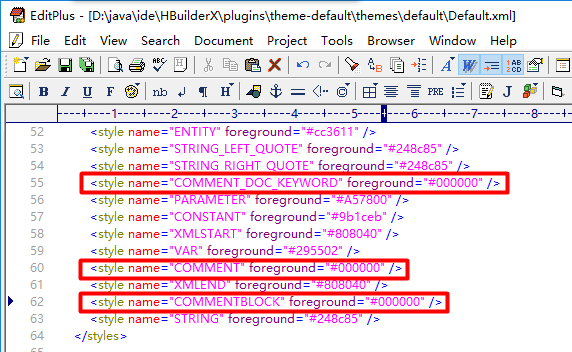 EditPlus - [D:\java\ide\HBuilderX\plugins\theme-default\themes\default\Default.xml]
File Edit View Search Document Project Tools Browser Window Help
1 2 3 4 5 6 7 8
52 <style name="ENTITY" foreground="#cc3611" />
53 <style name="STRING_LEFT_QUOTE" foreground="#248c85" />
54 <style name="STRING_RIGHT_QUOTE" foreground="#248c85" />
55 <style name="COMMENT_DOC_KEYWORD" foreground="#000000" />
56 <style name="PARAMETER" foreground="#A57800" />
57 <style name="CONSTANT" foreground="#9b1ceb" />
58 <style name="XMLSTART" foreground="#808040" />
59 <style name="VAR" foreground="#295502" />
60 <style name="COMMENT" foreground="#000000" />
61 <style name="XMLEND" foreground="#808040" />
62 <style name="COMMENTBLOCK" foreground="#000000" />
63 <style name="STRING" foreground="#248c85" />
64 </styles>